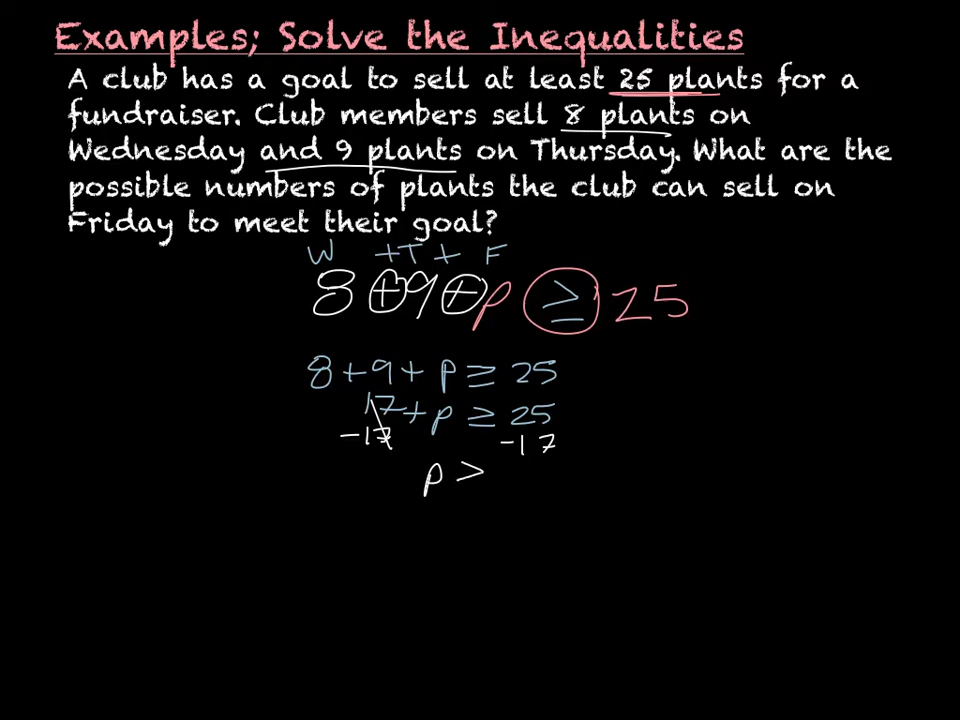 Examples; Solve the Inequalities
A club has a goal to sell at least 25 plants for a
fundraiser. Club members sell 8 plants on
Wednesday and 9 plants on Thursday. What are the
possible numbers of plants the club can sell on
Friday to meet their goal?
W + T + F
8 + 9 + p ≥ 25
8 + 9 + p ≥ 25
17 + p ≥ 25
-17 -17
p >